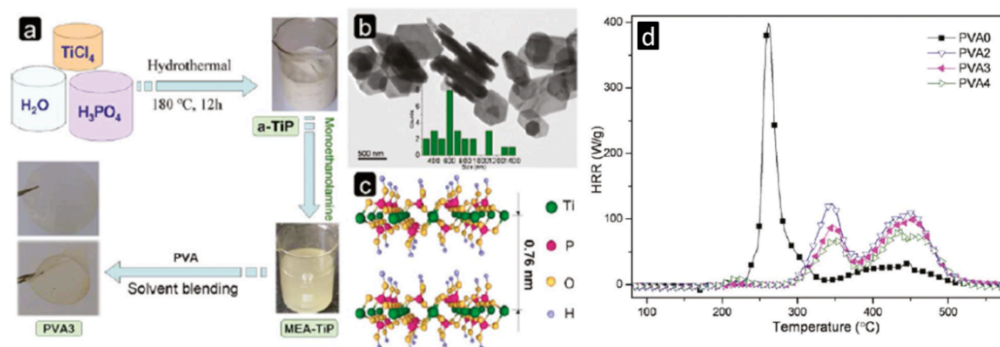 a
TiCl4
H2O
H3PO4
Hydrothermal
180 °C, 12h
a-TiP
Monoethanolamine
MEA-TiP
PVA
Solvent blending
PVA3
b
500 nm
c
Ti
P
O
H
0.76 nm
d
PVA0
PVA2
PVA3
PVA4
HRR (W/g)
400
300
200
100
0
100
200
300
400
500
Temperature (°C)